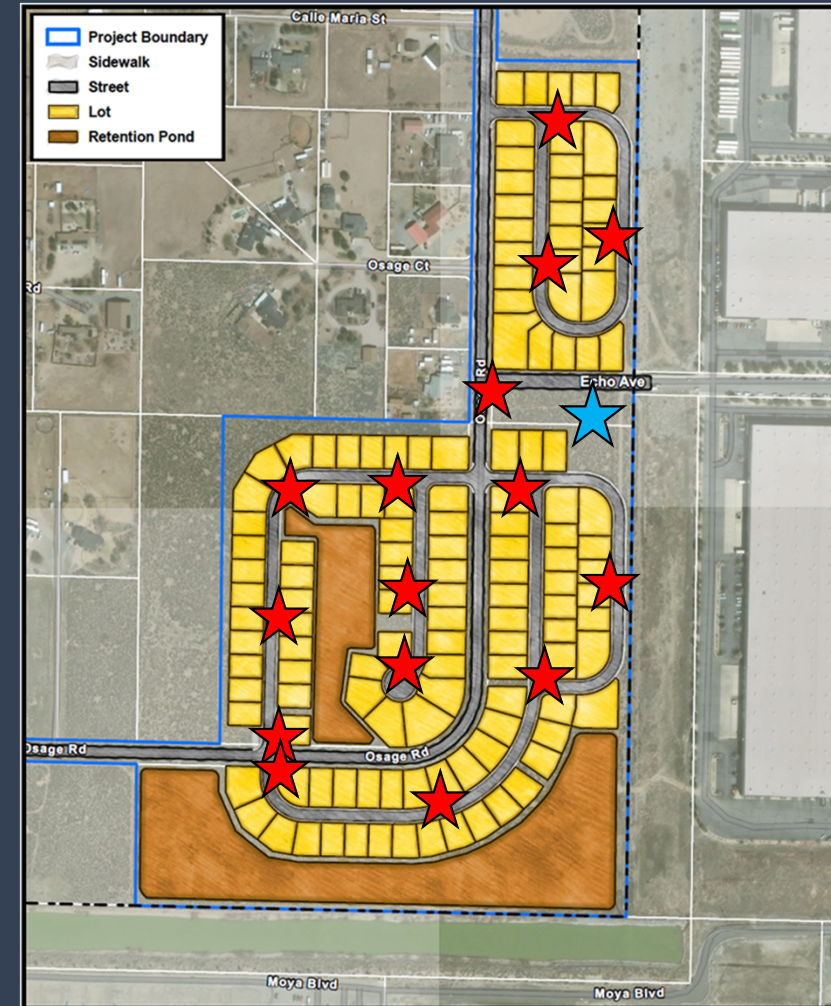 Calle Maria St
Project Boundary
Sidewalk
Street
Lot
Retention Pond
Osage Ct
Rd
Rd
Echo Ave
Osage Rd
Osage Rd
Moya Blvd
Moya Blvd